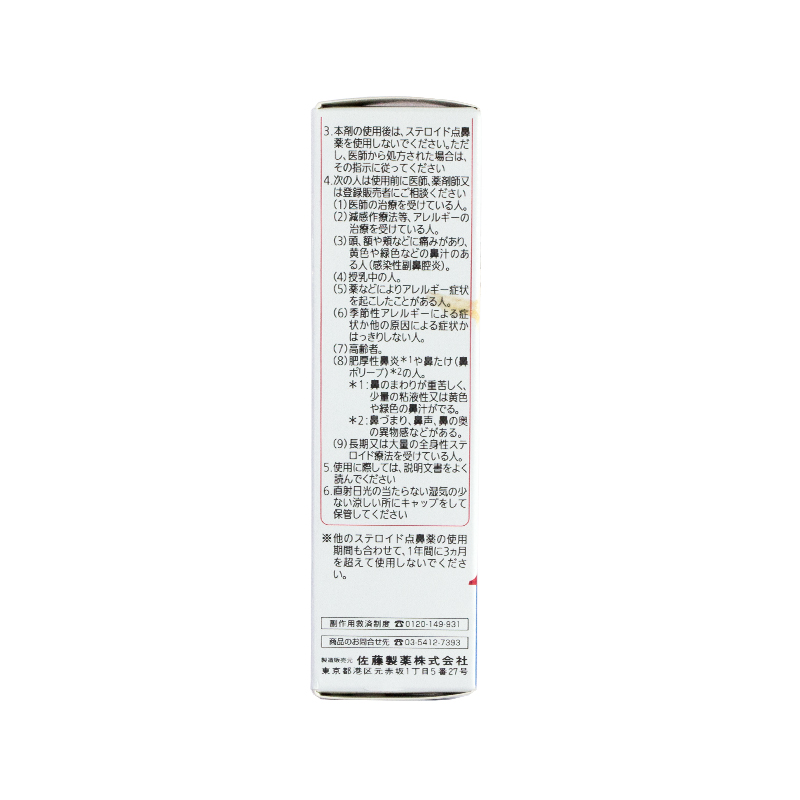 3.本剤の使用後は、ステロイド点鼻
薬を使用しないでください。ただ
し、医師から処方された場合は、
その指示に従ってください
4.次の人は使用前に医師、薬剤師又
は登録販売者にご相談ください
(1)医師の治療を受けている人。
(2)減感作療法等、アレルギーの
治療を受けている人。
(3)頭、額や頬などに痛みがあり、
黄色や緑色などの鼻汁のあ
る人(感染性副鼻腔炎)。
(4)授乳中の人。
(5)薬などによりアレルギー症状
を起こしたことがある人。
(6)季節性アレルギーによる症
状か他の原因による症状か
はっきりしない人。
(7)高齢者。
(8)肥厚性鼻炎*1や鼻たけ(鼻
ポリープ)*2の人。
*1:鼻のまわりが重苦しく、
少量の粘液性又は黄色
や緑色の鼻汁がでる。
*2:鼻づまり、鼻声、鼻の奥
の異物感などがある。
(9)長期又は大量の全身性ステ
ロイド療法を受けている人。
5.使用に際しては、説明文書をよく
読んでください
6.直射日光の当たらない湿気の少
ない涼しい所にキャップをして
保管してください
※他のステロイド点鼻薬の使用
期間も合わせて、1年間に3ヵ月
を超えて使用しないでくださ
い。
副作用救済制度 ☎0120-149-931
商品のお問合せ先 ☎03-5412-7393
製造販売元 佐藤製薬株式会社
東京都港区元赤坂1丁目5番27号